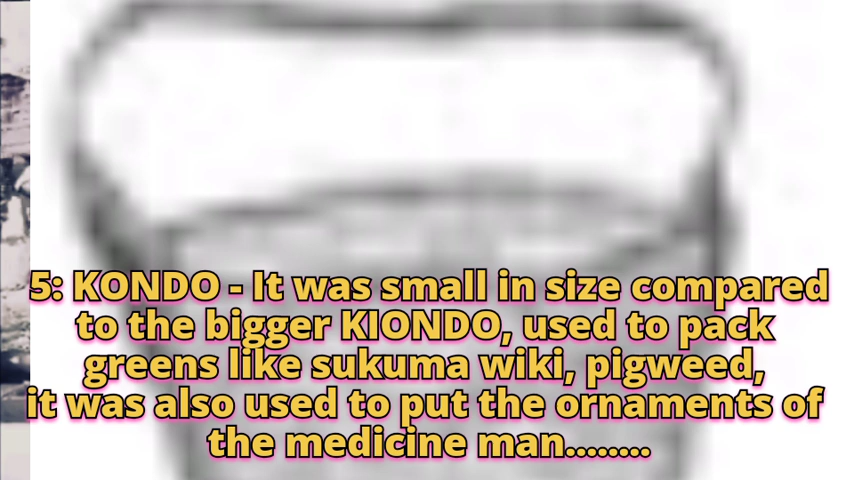 5: KONDO - It was small in size compared
to the bigger KIONDO, used to pack
greens like sukuma wiki, pigweed,
it was also used to put the ornaments of
the medicine man........